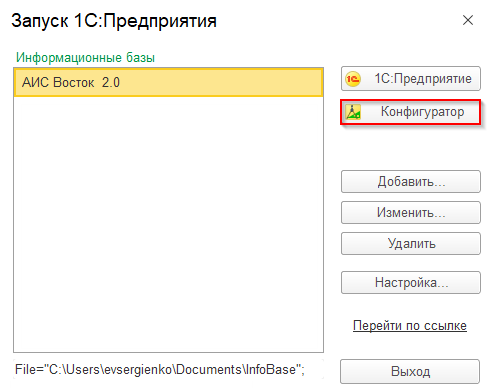 Запуск 1С:Предприятия
Информационные базы
АИС Восток 2.0
1С:Предприятие
Конфигуратор
Добавить...
Изменить...
Удалить
Настройка...
Перейти по ссылке
File="C:\Users\evsergienko\Documents\InfoBase";
Выход